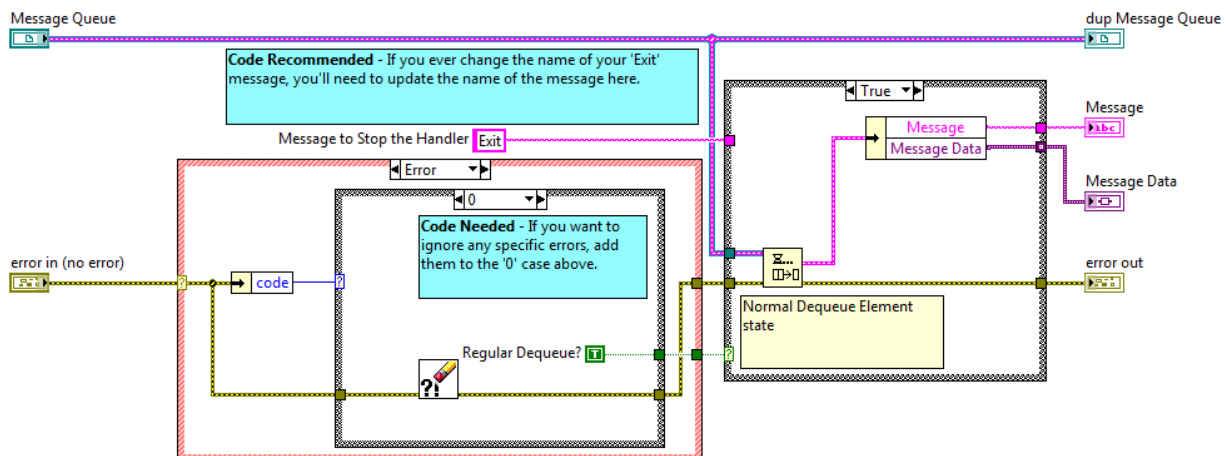 Message Queue
dup Message Queue
Code Recommended - If you ever change the name of your 'Exit'
message, you'll need to update the name of the message here.
True
Message
abc
Message
Message Data
Message to Stop the Handler
Exit
Error
0
Message Data
Code Needed - If you want to
ignore any specific errors, add
them to the '0' case above.
error in (no error)
?
code
?
error out
Normal Dequeue Element
state
Regular Dequeue?
T
?
?!